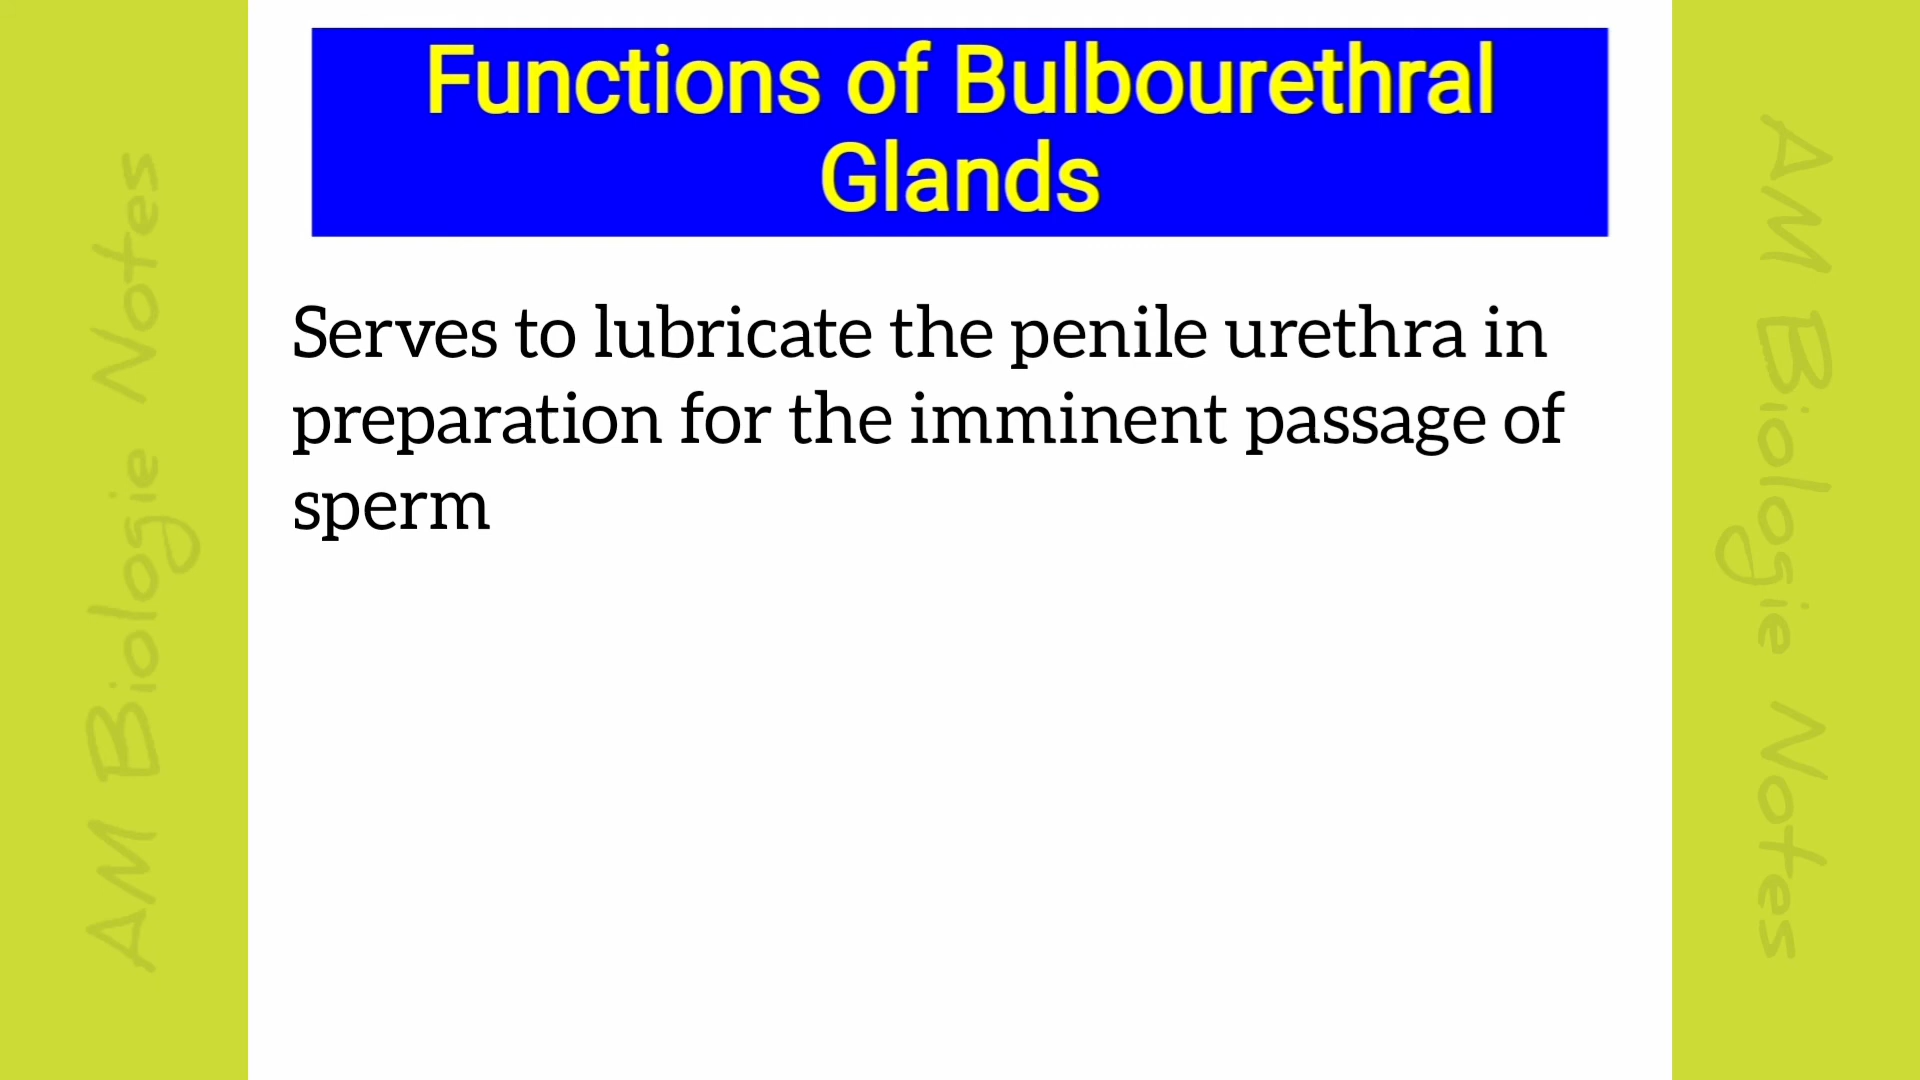 Functions of Bulbourethral
Glands
Serves to lubricate the penile urethra in
preparation for the imminent passage of
sperm
AM Biologie Notes
AM Biologie Notes